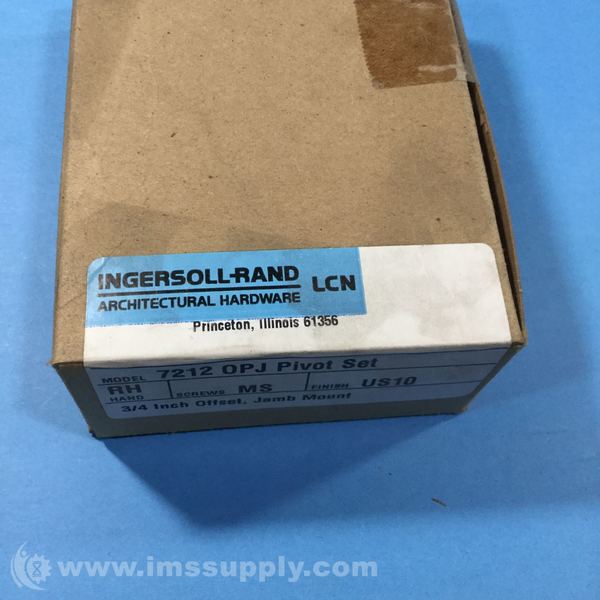 INGERSOLL-RAND LCN
ARCHITECTURAL HARDWARE
Princeton, Illinois 61356
MODEL 7212 OPJ Pivot Set
RH SCREWS MS FINISH US10
HAND
3/4 Inch Offset, Jamb Mount
www.imssupply.com